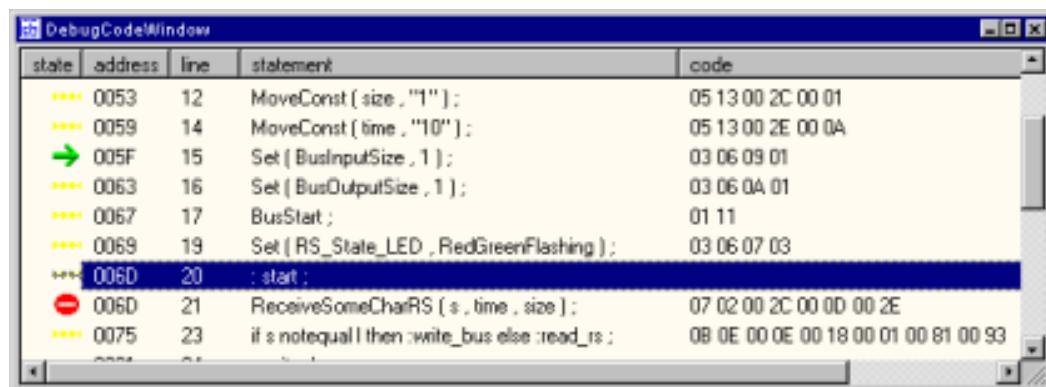 DebugCodeWindow
state address line statement code
0053 12 MoveConst ( size , "1" ) ; 05 13 00 2C 00 01
0059 14 MoveConst ( time , "10" ) ; 05 13 00 2E 00 0A
005F 15 Set ( BusInputSize , 1 ) ; 03 06 09 01
0063 16 Set ( BusOutputSize , 1 ) ; 03 06 0A 01
0067 17 BusStart ; 01 11
0069 19 Set ( RS_State_LED , RedGreenFlashing ) ; 03 06 07 03
006D 20 : start ;
006D 21 ReceiveSomeCharRS ( s , time , size ) ; 07 02 00 2C 00 0D 00 2E
0075 23 if s notequal l then :write_bus else :read_rs ; 0B 0E 00 0E 00 18 00 01 00 81 00 93